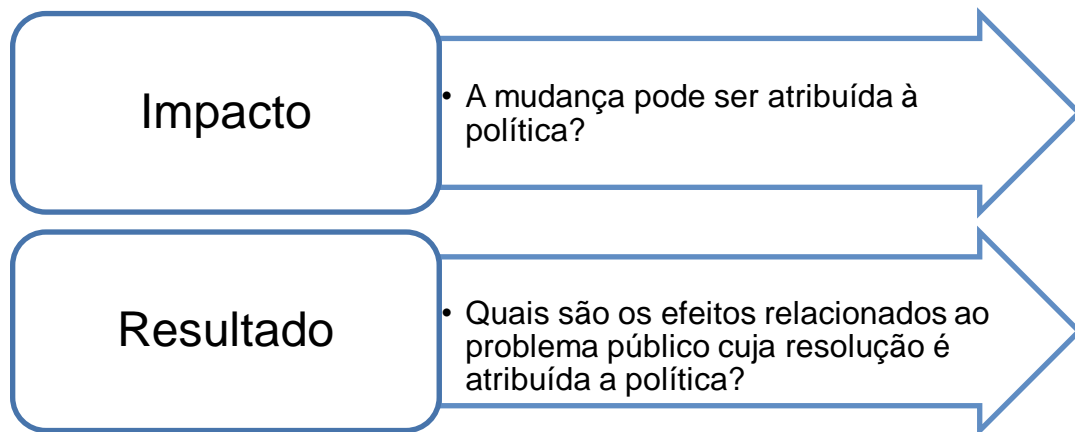 Impacto
• A mudança pode ser atribuída à
política?
Resultado
• Quais são os efeitos relacionados ao
problema público cuja resolução é
atribuída a política?